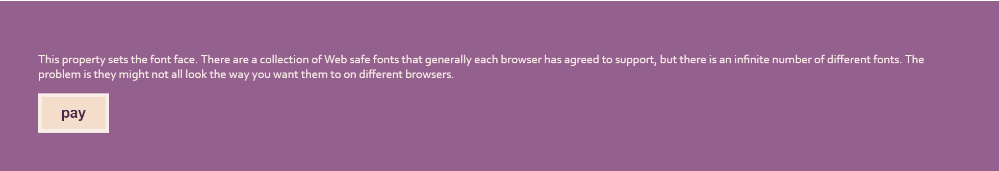 This property sets the font face. There are a collection of Web safe fonts that generally each browser has agreed to support, but there is an infinite number of different fonts. The
problem is they might not all look the way you want them to on different browsers.
pay